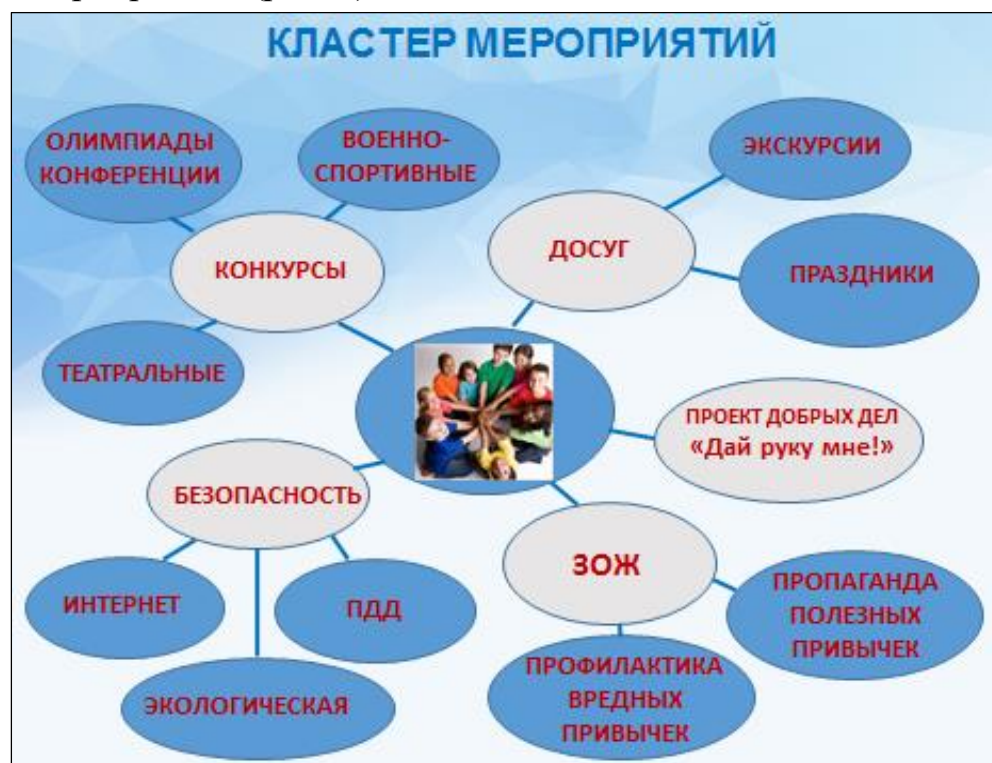 КЛАСТЕР МЕРОПРИЯТИЙ
ОЛИМПИАДЫ
КОНФЕРЕНЦИИ
ВОЕННО-
СПОРТИВНЫЕ
КОНКУРСЫ
ТЕАТРАЛЬНЫЕ
ЭКСКУРСИИ
ДОСУГ
ПРАЗДНИКИ
ПРОЕКТ ДОБРЫХ ДЕЛ
«Дай руку мне!»
БЕЗОПАСНОСТЬ
ИНТЕРНЕТ
ПДД
ЭКОЛОГИЧЕСКАЯ
ЗОЖ
ПРОПАГАНДА
ПОЛЕЗНЫХ
ПРИВЫЧЕК
ПРОФИЛАКТИКА
ВРЕДНЫХ
ПРИВЫЧЕК